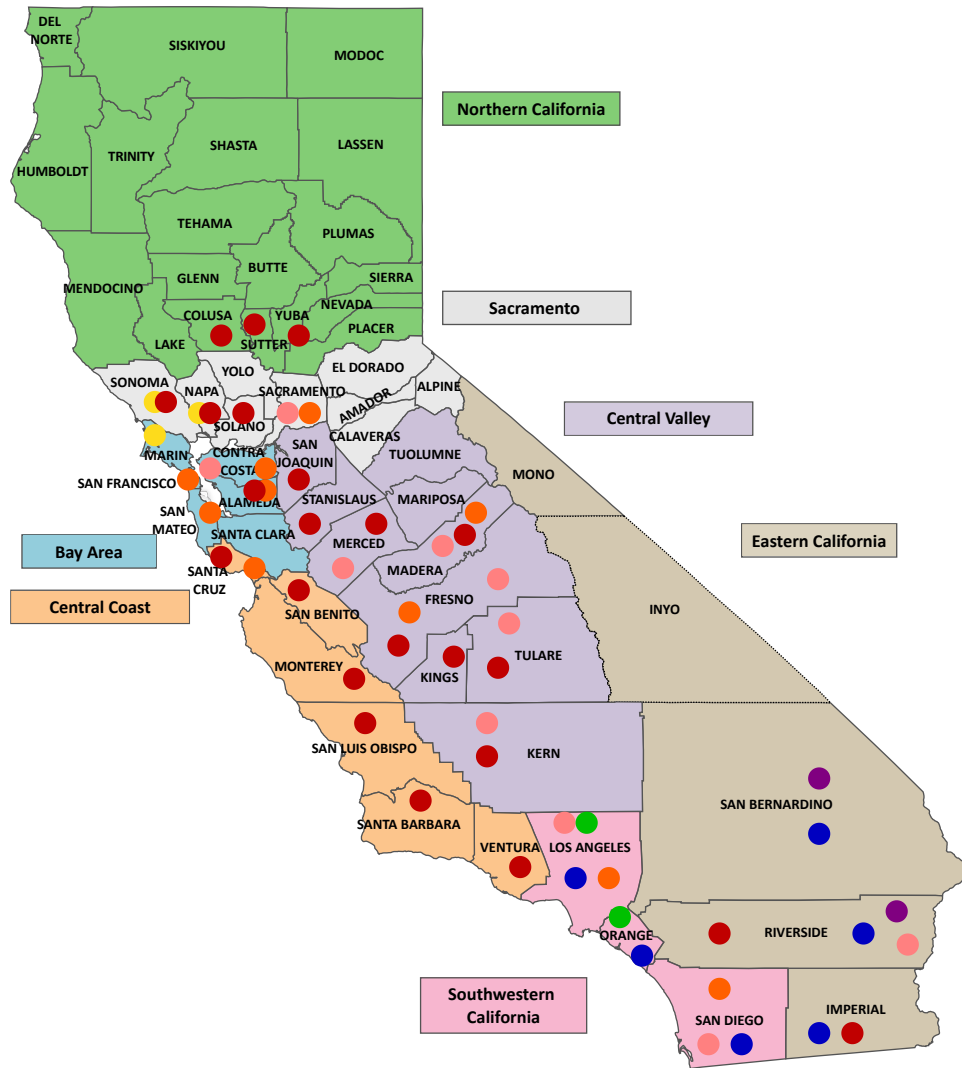 DEL
NORTE
SISKIYOU
MODOC
Northern California
HUMBOLDT
TRINITY
SHASTA
LASSEN
TEHAMA
PLUMAS
BUTTE
GLENN
SIERRA
MENDOCINO
NEVADA
COLUSA
YUBA
Sacramento
PLACER
LAKE
SUTTER
YOLO
EL DORADO
SONOMA
NAPA
SACRAMENTO
ALPINE
AMADOR
SOLANO
CALAVERAS
Central Valley
MARIN
CONTRA
COSTA
SAN
JOAQUIN
TUOLUMNE
MONO
SAN FRANCISCO
ALAMEDA
STANISLAUS
MARIPOSA
SAN
MATEO
SANTA CLARA
MERCED
Eastern California
Bay Area
SANTA
CRUZ
MADERA
Central Coast
SAN BENITO
FRESNO
INYO
MONTEREY
KINGS
TULARE
SAN LUIS OBISPO
KERN
SAN BERNARDINO
SANTA BARBARA
VENTURA
LOS ANGELES
ORANGE
RIVERSIDE
Southwestern
California
SAN DIEGO
IMPERIAL